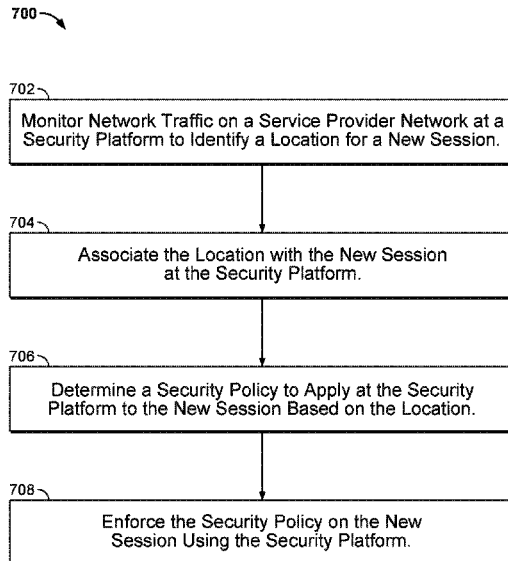 700
702
Monitor Network Traffic on a Service Provider Network at a
Security Platform to Identify a Location for a New Session.
704
Associate the Location with the New Session
at the Security Platform.
706
Determine a Security Policy to Apply at the Security
Platform to the New Session Based on the Location.
708
Enforce the Security Policy on the New
Session Using the Security Platform.